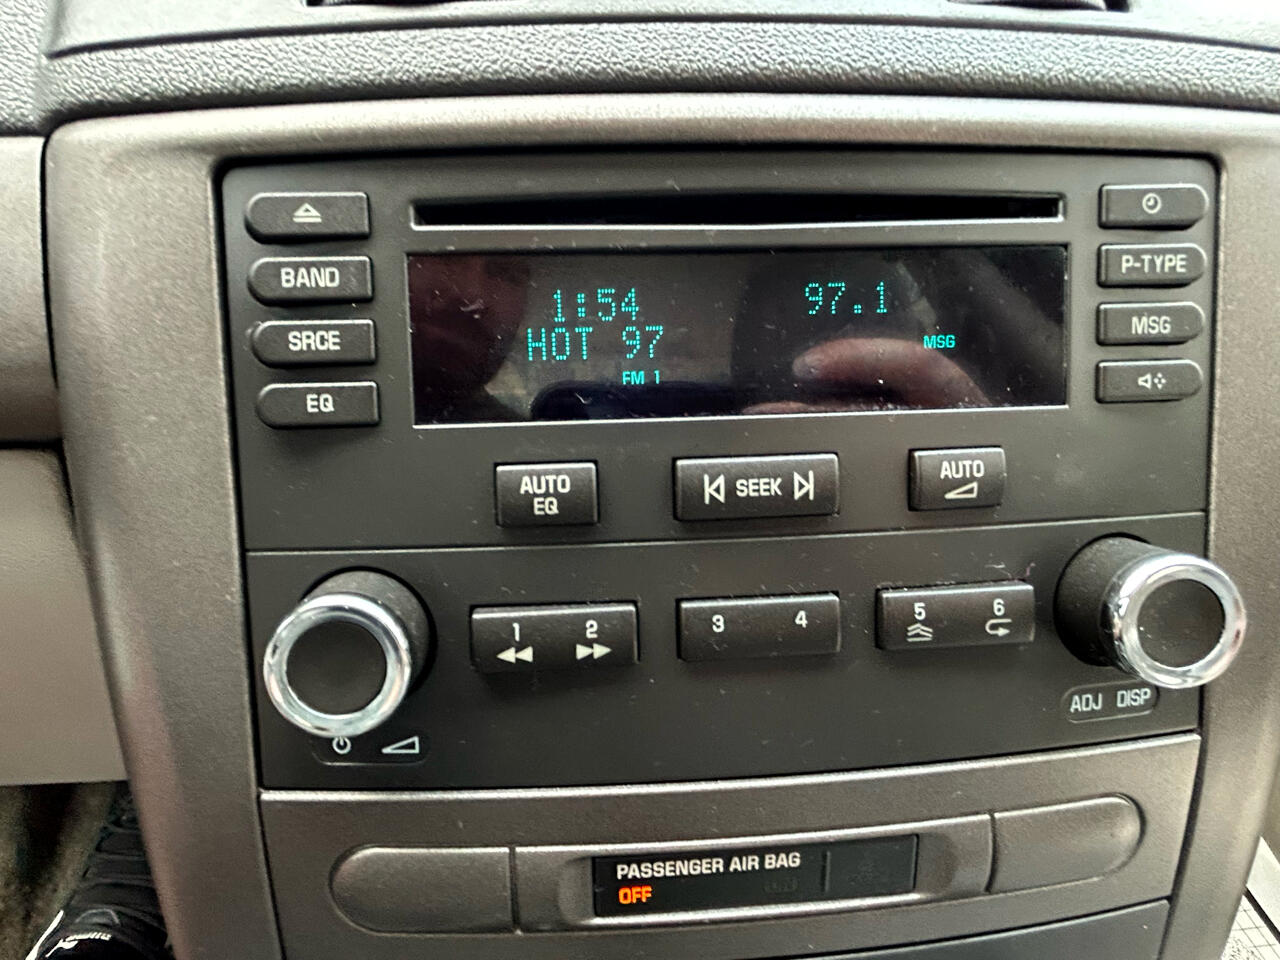 BAND
SRCE
EQ
1:54 97.1
HOT 97
MSG
FM 1
P-TYPE
MSG
AUTO
EQ
SEEK
AUTO
1 2
3 4
5 6
ADJ DISP
PASSENGER AIR BAG
OFF